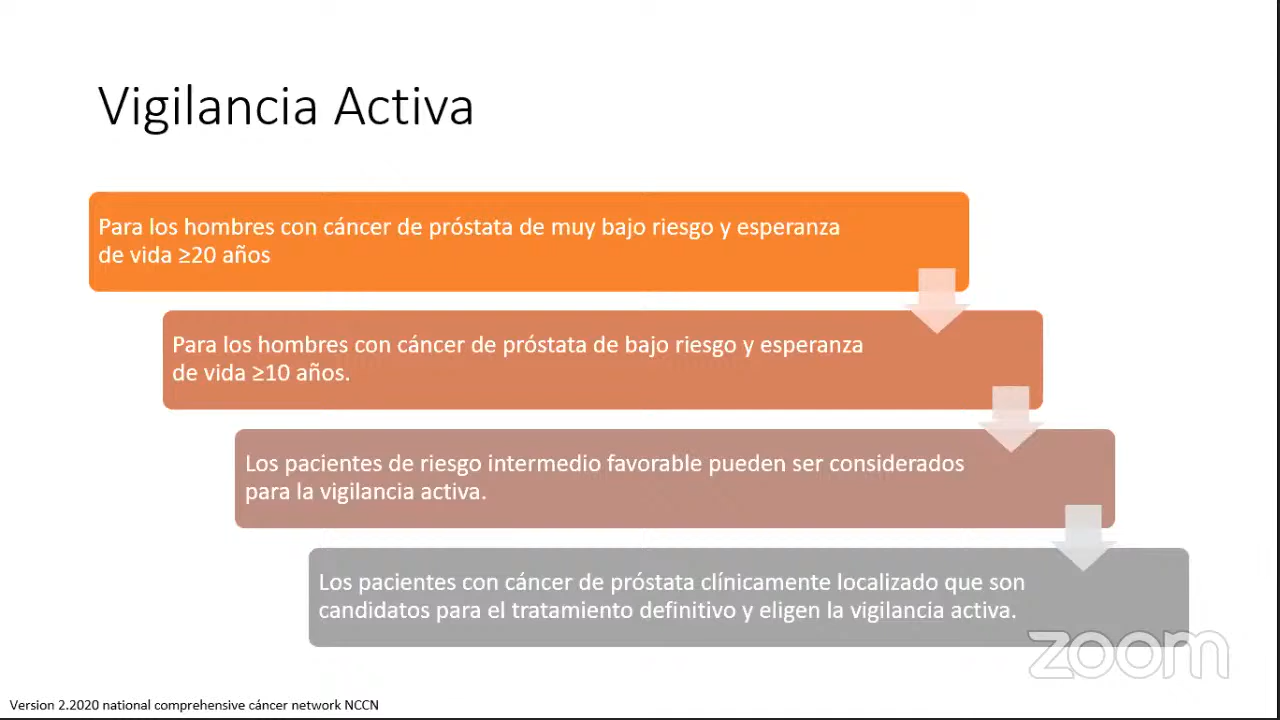 Vigilancia Activa
Para los hombres con cáncer de próstata de muy bajo riesgo y esperanza
de vida ≥20 años
Para los hombres con cáncer de próstata de bajo riesgo y esperanza
de vida ≥10 años.
Los pacientes de riesgo intermedio favorable pueden ser considerados
para la vigilancia activa.
Los pacientes con cáncer de próstata clínicamente localizado que son
candidatos para el tratamiento definitivo y eligen la vigilancia activa.
zoom
Version 2.2020 national comprehensive cáncer network NCCN